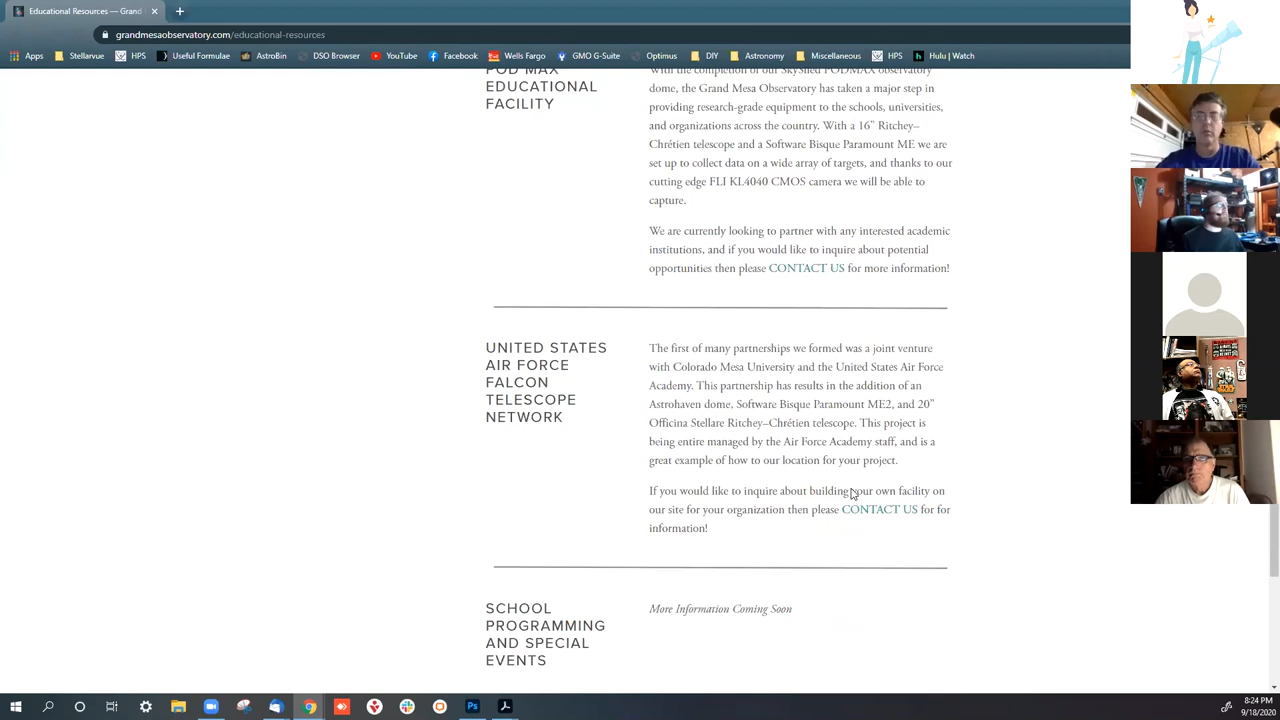 Educational Resources — Grand
grandmesaobservatory.com/educational-resources
Apps Stellarvue HPS Useful Formulae AstroBin DSO Browser YouTube Facebook Wells Fargo GMO G-Suite Optimus DIY Astronomy Miscellaneous HPS Hulu | Watch
POD MAX
EDUCATIONAL
FACILITY
With the completion of our SkyShed PODMAX observatory
dome, the Grand Mesa Observatory has taken a major step in
providing research-grade equipment to the schools, universities,
and organizations across the country. With a 16" Ritchey–
Chrétien telescope and a Software Bisque Paramount ME we are
set up to collect data on a wide array of targets, and thanks to our
cutting edge FLI KL4040 CMOS camera we will be able to
capture.
We are currently looking to partner with any interested academic
institutions, and if you would like to inquire about potential
opportunities then please CONTACT US for more information!
UNITED STATES
AIR FORCE
FALCON
TELESCOPE
NETWORK
The first of many partnerships we formed was a joint venture
with Colorado Mesa University and the United States Air Force
Academy. This partnership has results in the addition of an
Astrohaven dome, Software Bisque Paramount ME2, and 20"
Officina Stellare Ritchey–Chrétien telescope. This project is
being entire managed by the Air Force Academy staff, and is a
great example of how to our location for your project.
If you would like to inquire about building your own facility on
our site for your organization then please CONTACT US for for
information!
SCHOOL
PROGRAMMING
AND SPECIAL
EVENTS
More Information Coming Soon
8:24 PM
9/18/2020